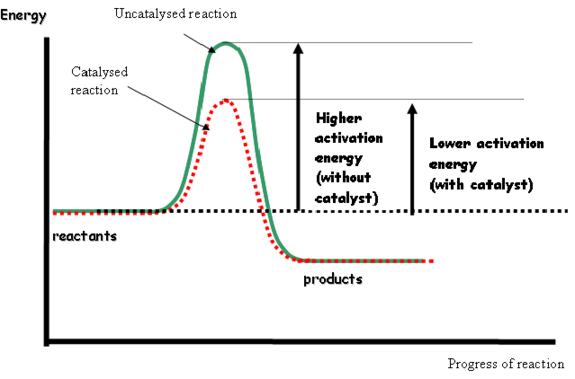 Energy
Uncatalysed reaction
Catalysed
reaction
Higher
activation
energy
(without
catalyst)
Lower activation
energy
(with catalyst)
reactants
products
Progress of reaction